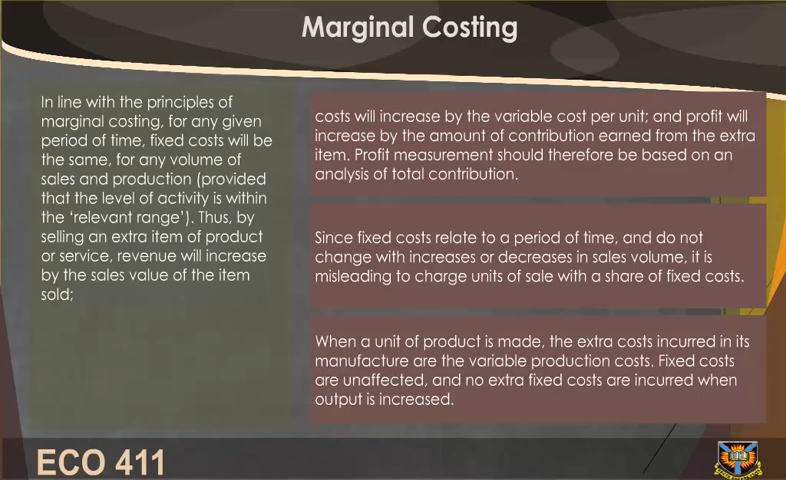 Marginal Costing
In line with the principles of
marginal costing, for any given
period of time, fixed costs will be
the same, for any volume of
sales and production (provided
that the level of activity is within
the ‘relevant range’). Thus, by
selling an extra item of product
or service, revenue will increase
by the sales value of the item
sold;
costs will increase by the variable cost per unit; and profit will
increase by the amount of contribution earned from the extra
item. Profit measurement should therefore be based on an
analysis of total contribution.
Since fixed costs relate to a period of time, and do not
change with increases or decreases in sales volume, it is
misleading to charge units of sale with a share of fixed costs.
When a unit of product is made, the extra costs incurred in its
manufacture are the variable production costs. Fixed costs
are unaffected, and no extra fixed costs are incurred when
output is increased.
ECO 411